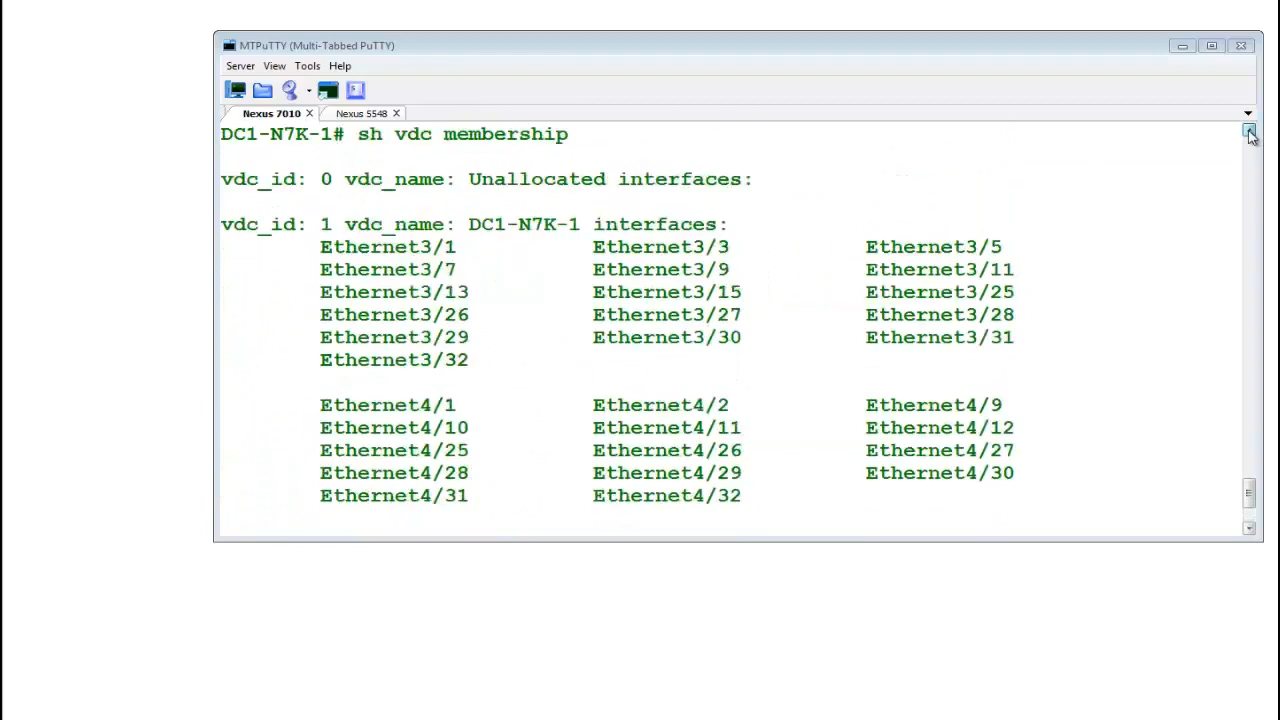 MTPuTTY (Multi-Tabbed PuTTY)
Server View Tools Help
Nexus 7010 Nexus 5548
DC1-N7K-1# sh vdc membership
vdc_id: 0 vdc_name: Unallocated interfaces:
vdc_id: 1 vdc_name: DC1-N7K-1 interfaces:
Ethernet3/1 Ethernet3/3 Ethernet3/5
Ethernet3/7 Ethernet3/9 Ethernet3/11
Ethernet3/13 Ethernet3/15 Ethernet3/25
Ethernet3/26 Ethernet3/27 Ethernet3/28
Ethernet3/29 Ethernet3/30 Ethernet3/31
Ethernet3/32
Ethernet4/1 Ethernet4/2 Ethernet4/9
Ethernet4/10 Ethernet4/11 Ethernet4/12
Ethernet4/25 Ethernet4/26 Ethernet4/27
Ethernet4/28 Ethernet4/29 Ethernet4/30
Ethernet4/31 Ethernet4/32